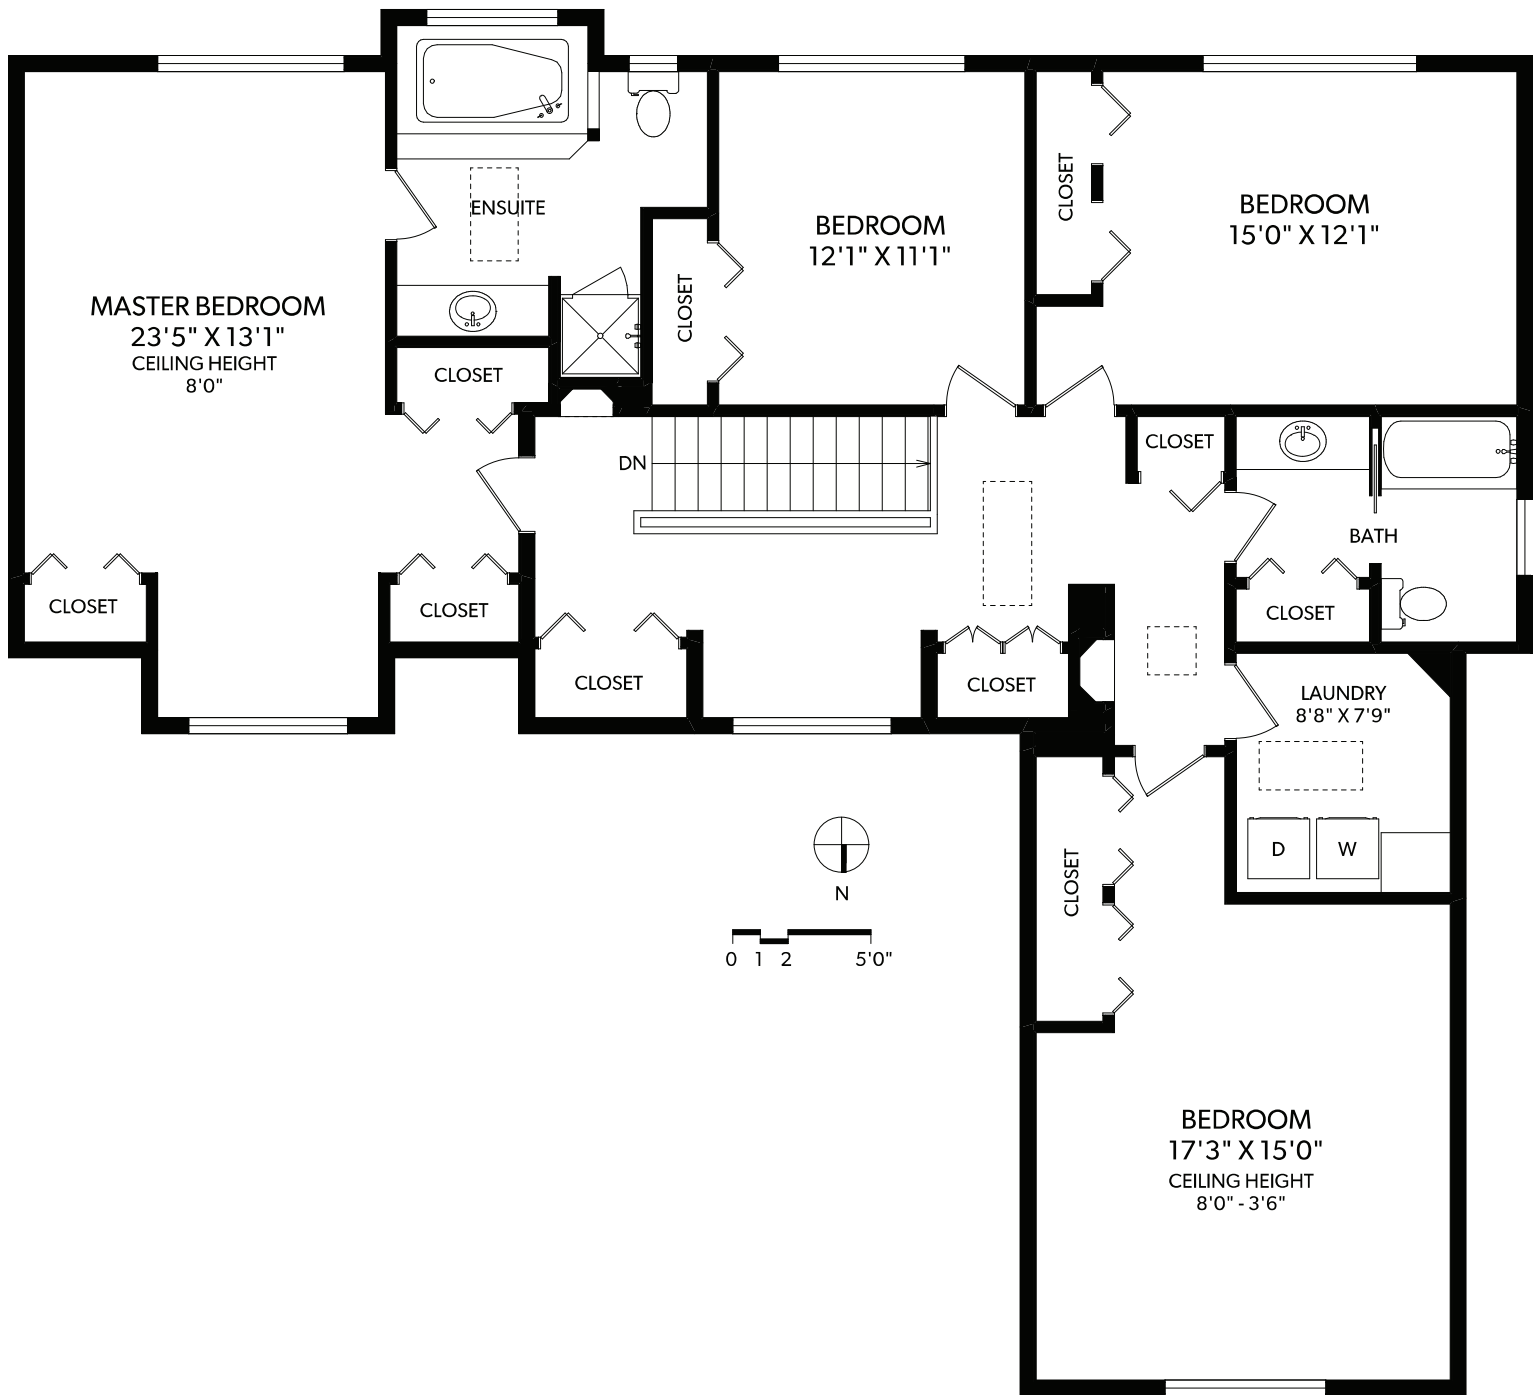 MASTER BEDROOM
23'5" X 13'1"
CEILING HEIGHT
8'0"
ENSUITE
CLOSET
CLOSET
CLOSET
CLOSET
BEDROOM
12'1" X 11'1"
CLOSET
BEDROOM
15'0" X 12'1"
DN
CLOSET
CLOSET
CLOSET
BATH
CLOSET
CLOSET
LAUNDRY
8'8" X 7'9"
D
W
CLOSET
BEDROOM
17'3" X 15'0"
CEILING HEIGHT
8'0" - 3'6"
N
0 1 2 5'0"